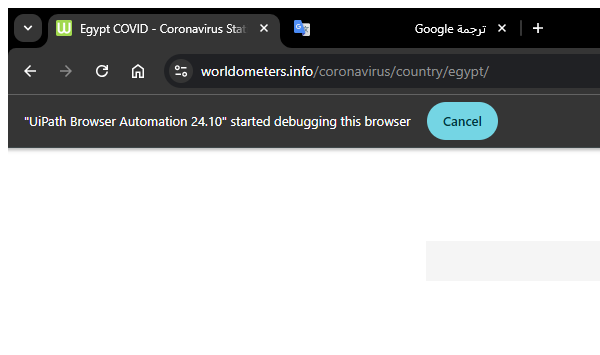 Egypt COVID - Coronavirus Stat
ترجمة Google
worldometers.info/coronavirus/country/egypt/
"UiPath Browser Automation 24.10" started debugging this browser
Cancel